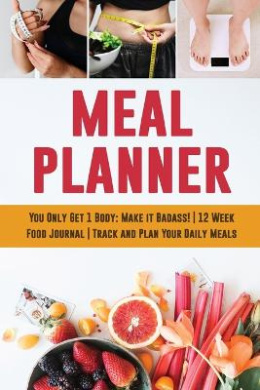 MEAL
PLANNER
You Only Get 1 Body: Make it Badass! | 12 Week
Food Journal | Track and Plan Your Daily Meals